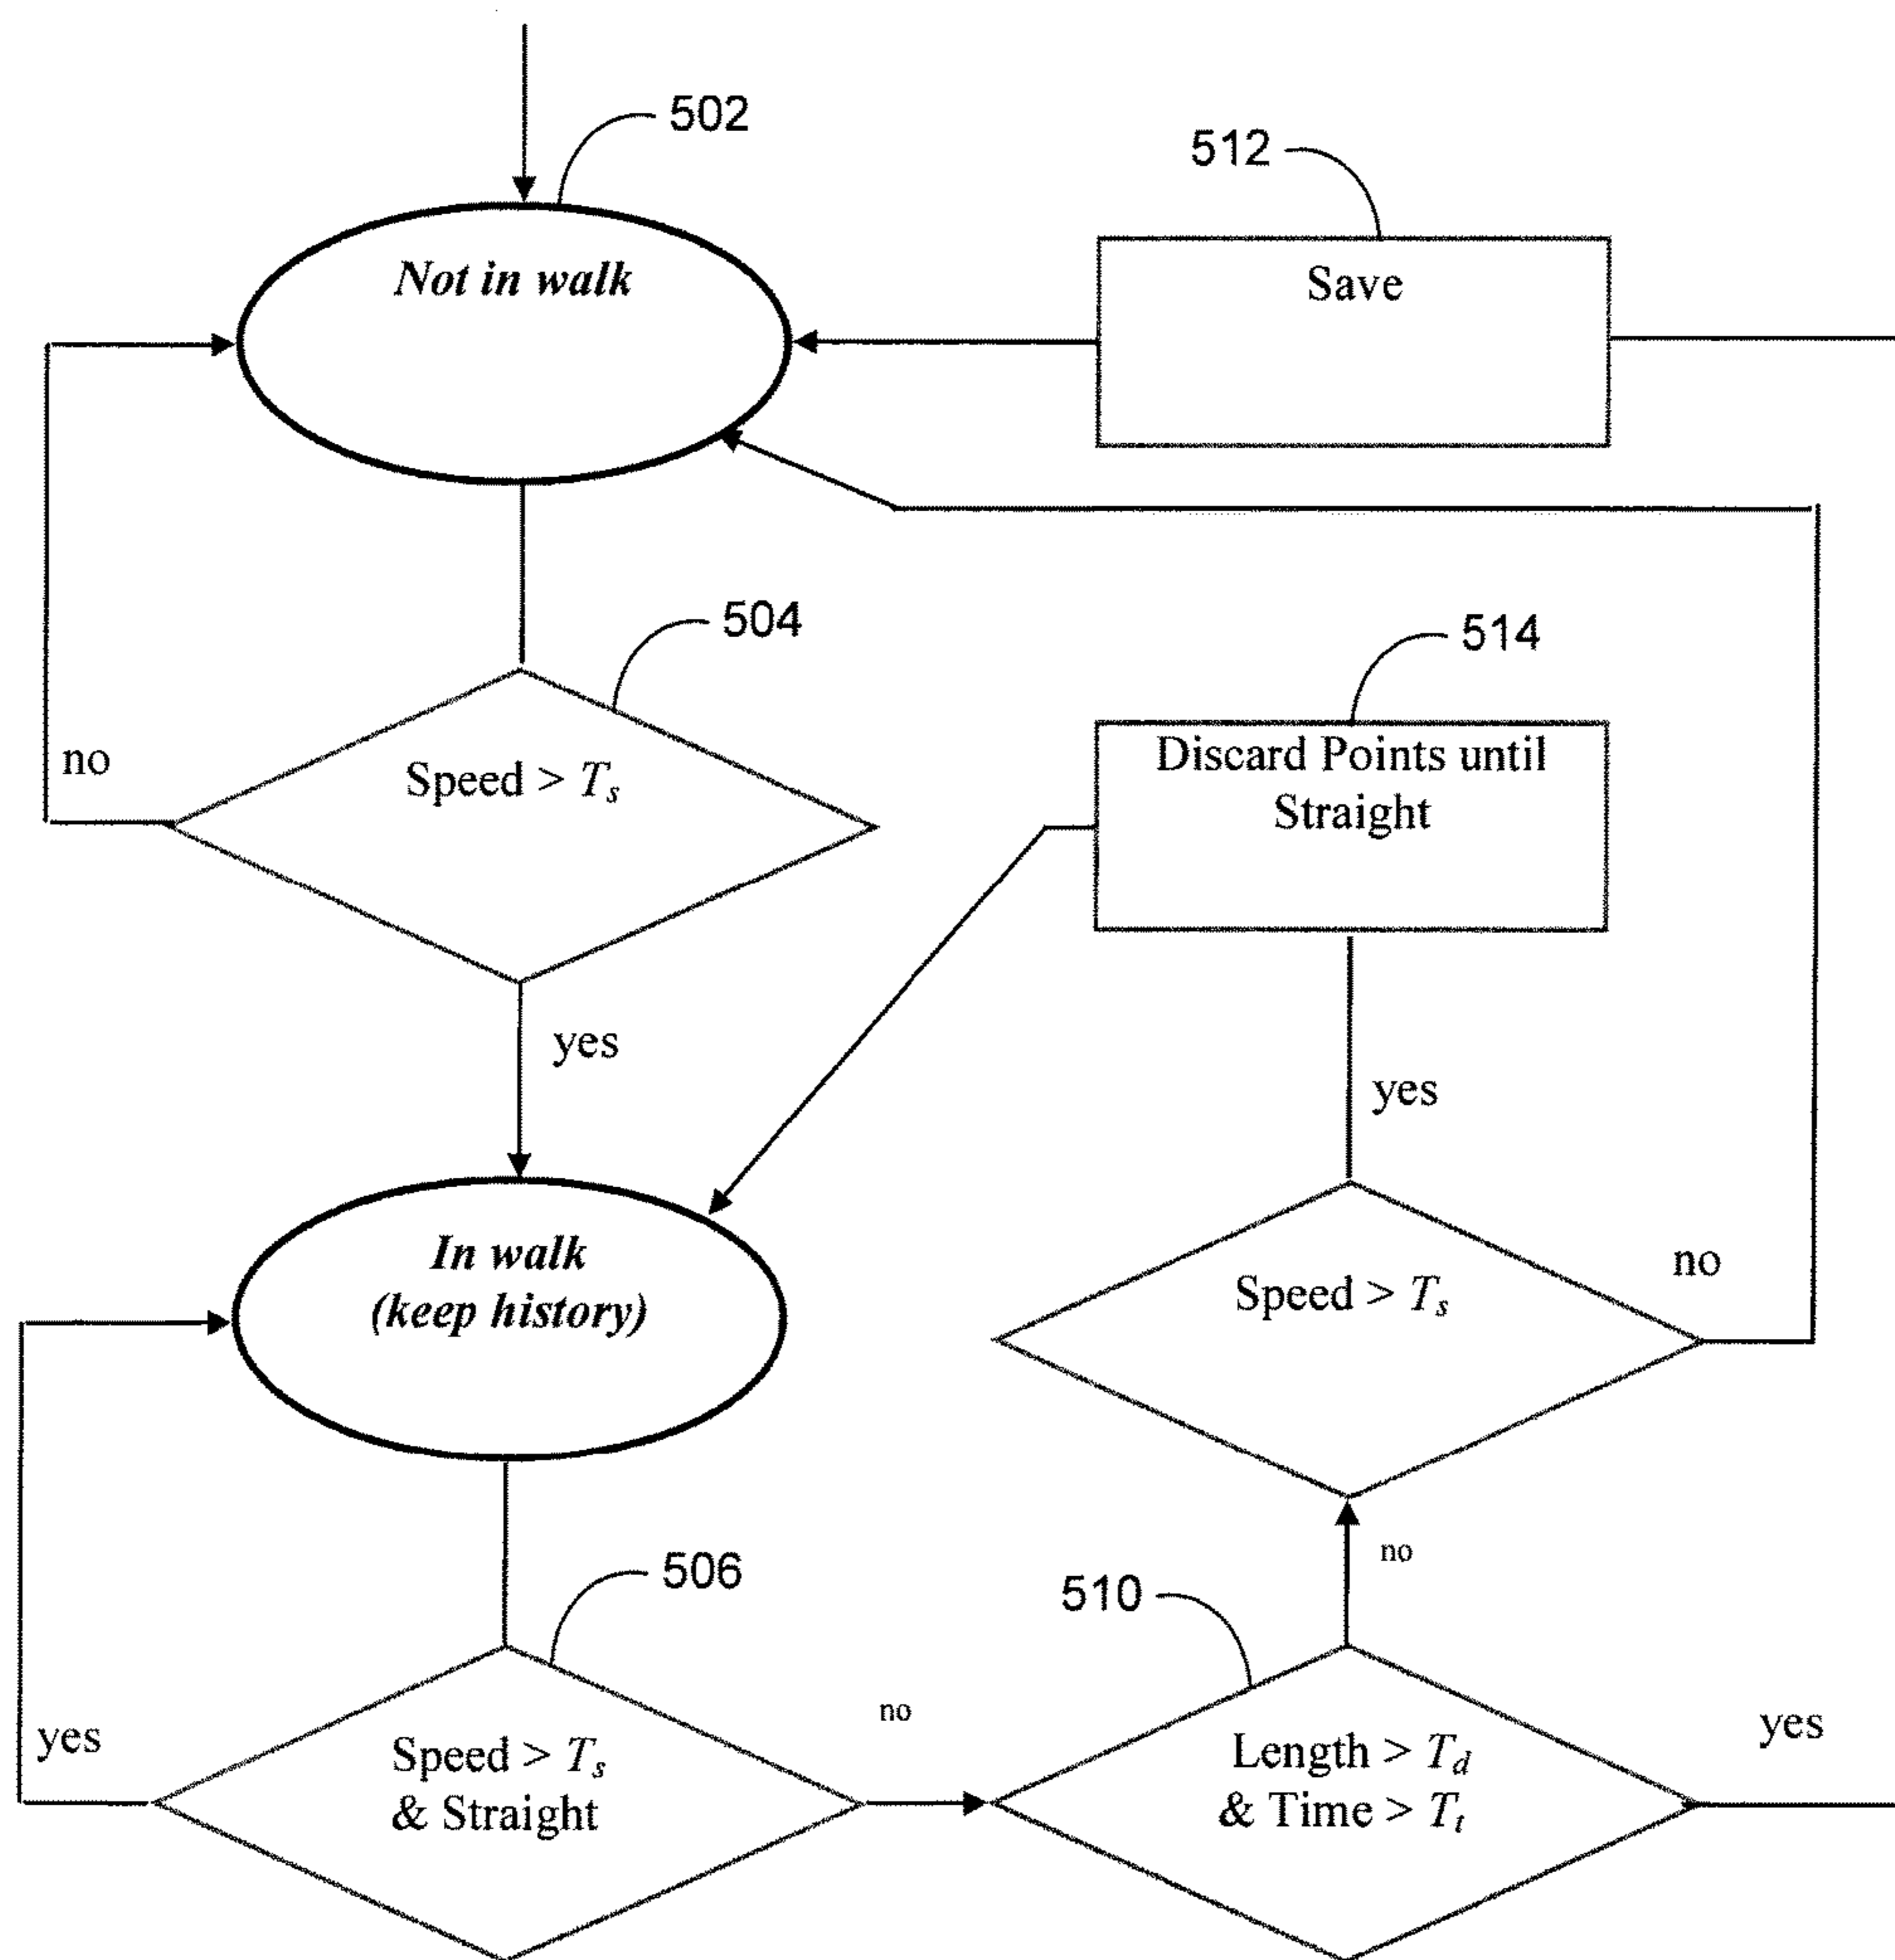 502
512
Not in walk
Save
504
514
no
Speed > Ts
Discard Points until
Straight
yes
yes
In walk
(keep history)
no
Speed > Ts
506
no
510
no
yes
Speed > Ts
& Straight
Length > Td
& Time > Tt
yes